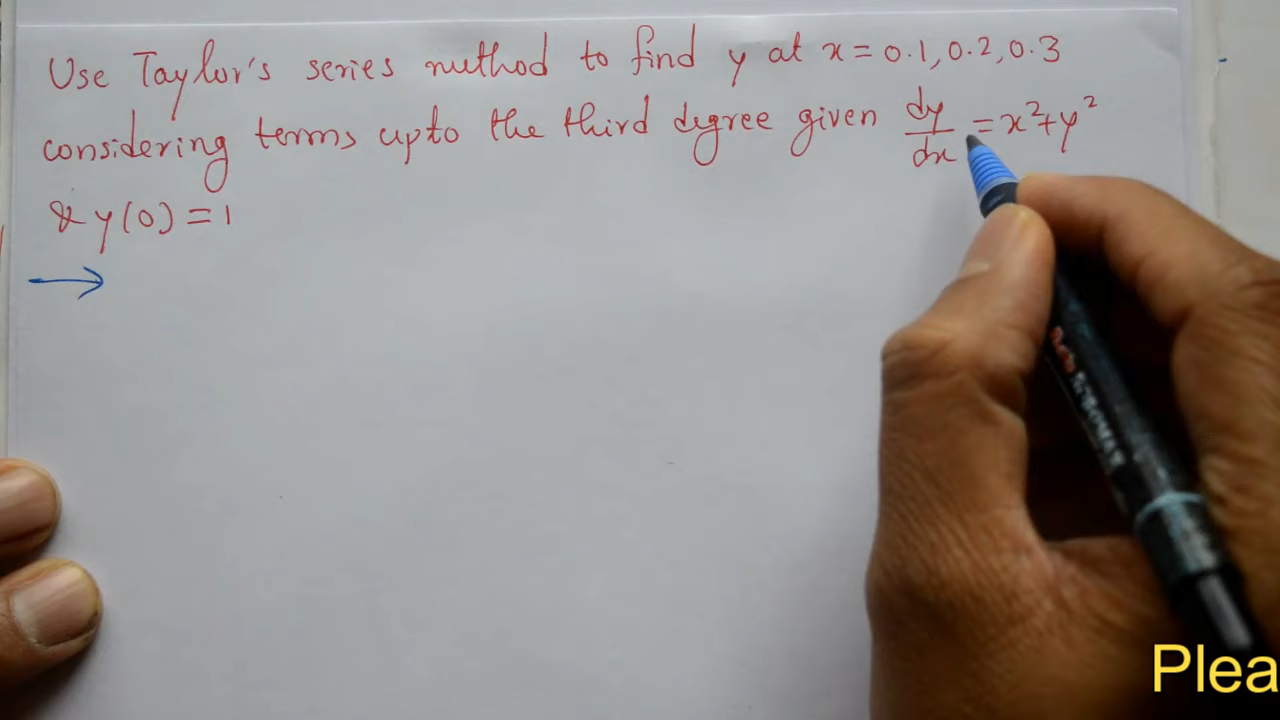 Use Taylor's series method to find y at x = 0.1, 0.2, 0.3
considering terms upto the third degree given dy/dx = x²+y²
& y(0) = 1
→
Plea